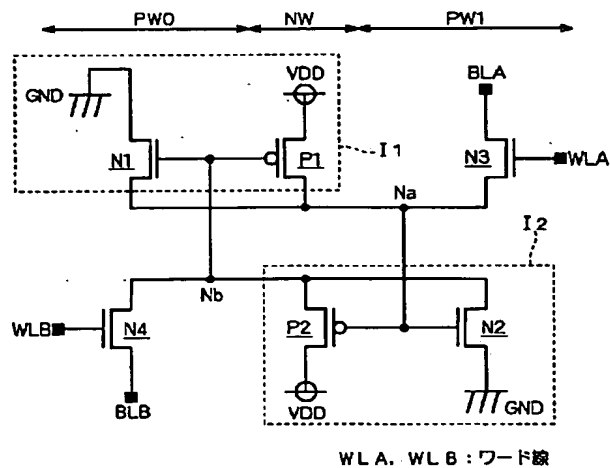 PW0 NW PW1
VDD BLA
GND
N1 P1 I1 N3 WLA
Na
I2
Nb
WLB N4 P2 N2
VDD GND
BLB
WLA, WLB:ワード線